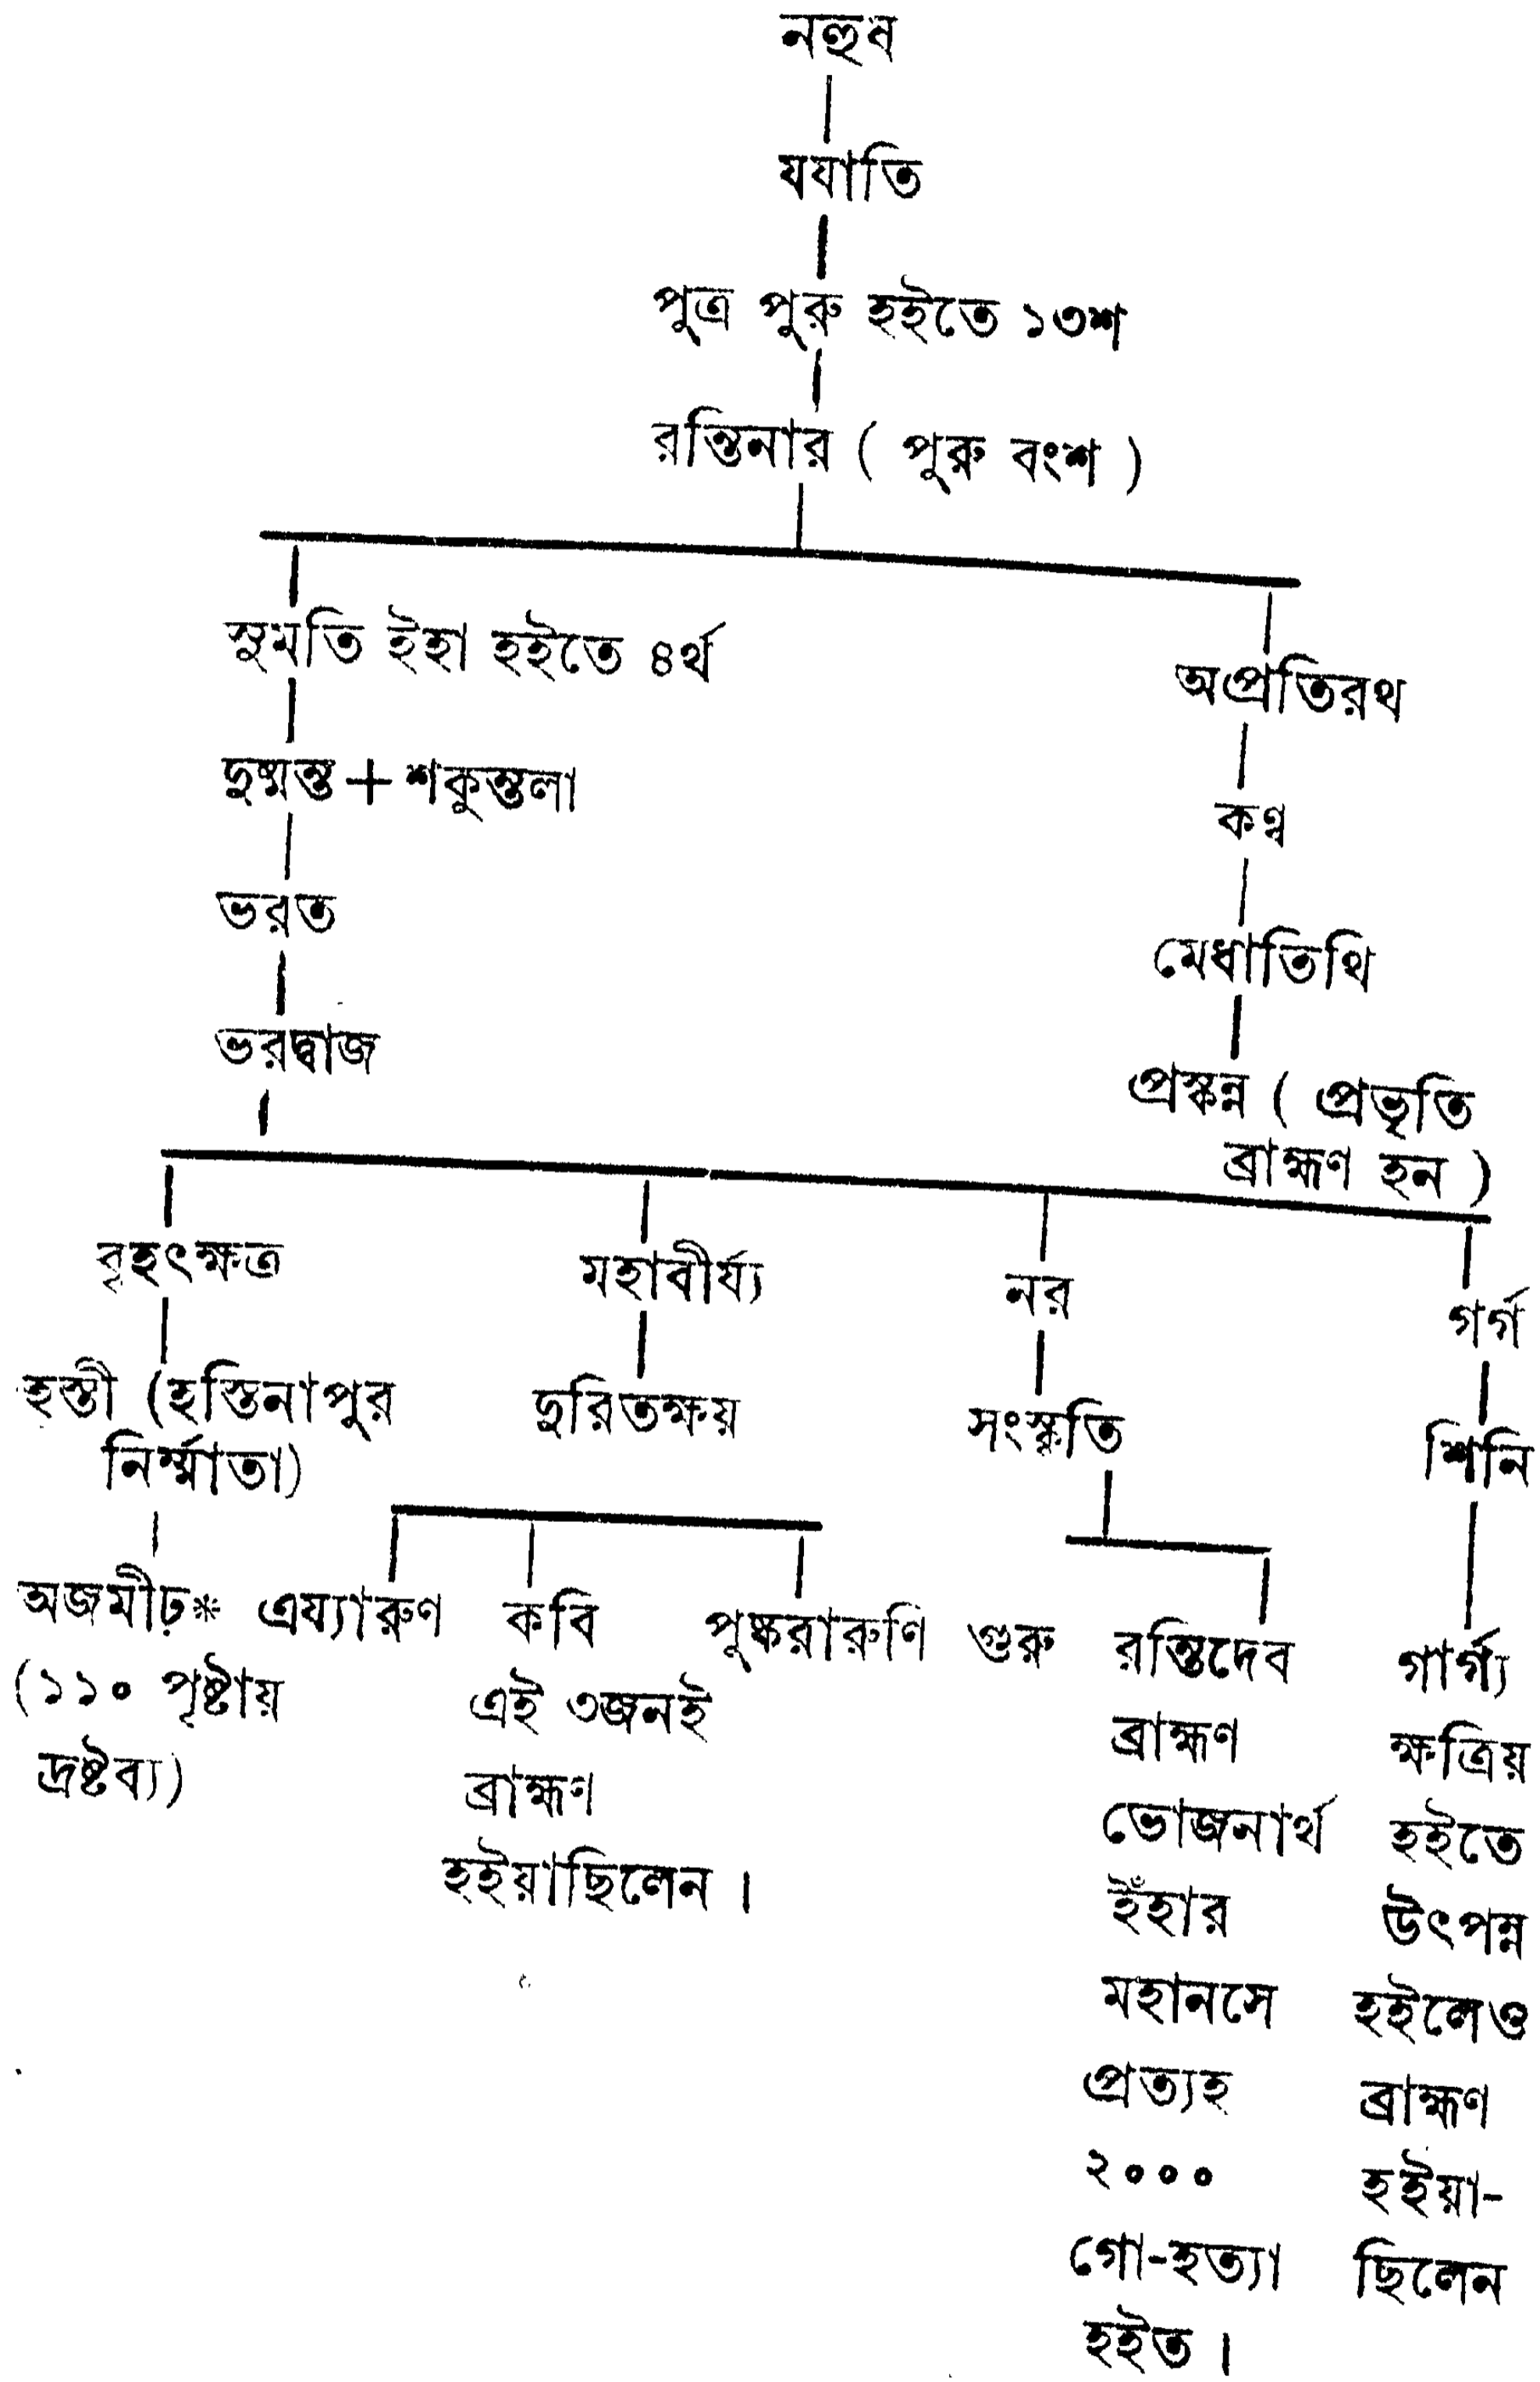 নহুষ
যযাতি
পুত্র পুরু হইতে ১৩শ
রন্তিনার ( পুরু বংশ )
সুমতি ইহা হইতে ৪র্থ
অপ্রতিরথ
দুষ্মন্ত + শকুন্তলা
কণ্ব
ভরত
মেধাতিথি
ভরদ্বাজ
প্রস্কন্ন ( প্রভৃতি
ব্রাহ্মণ হন )
বৃহৎক্ষত্র মহাবীর্য্য নর গর্গ
হস্তী (হস্তিনাপুর দুরিতক্ষয় সংস্কৃতি শিনি
নির্ম্মাতা)
অজমীঢ়* এয্যারুণ কবি পুষ্করারুণি গুরু রন্তিদেব গার্গ্য
(১১০ পৃষ্টায় এই ৩জনই ব্রাহ্মণ ক্ষত্রিয়
দ্রষ্টব্য) ব্রাহ্মণ ভোজনার্থ হইতে
হইয়াছিলেন । ইঁহার উৎপন্ন
মহানসে হইলেও
প্রত্যহ ব্রাহ্মণ
২০০০ হইয়া-
গো-হত্যা ছিলেন
হইত ।